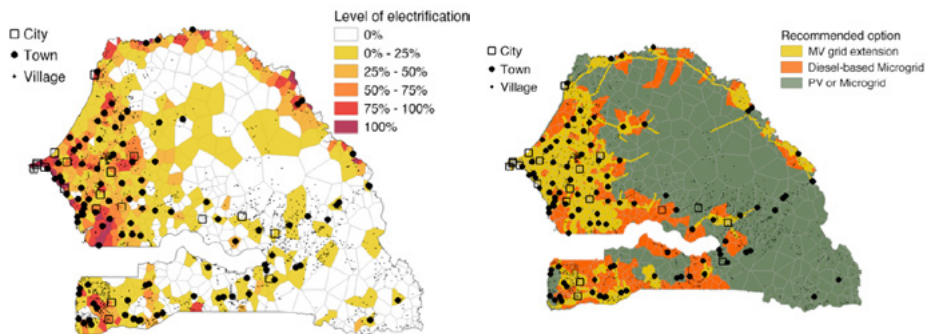 Level of electrification
City
Town
Village
0%
0% - 25%
25% - 50%
50% - 75%
75% - 100%
100%
City
Town
Village
Recommended option
MV grid extension
Diesel-based Microgrid
PV or Microgrid